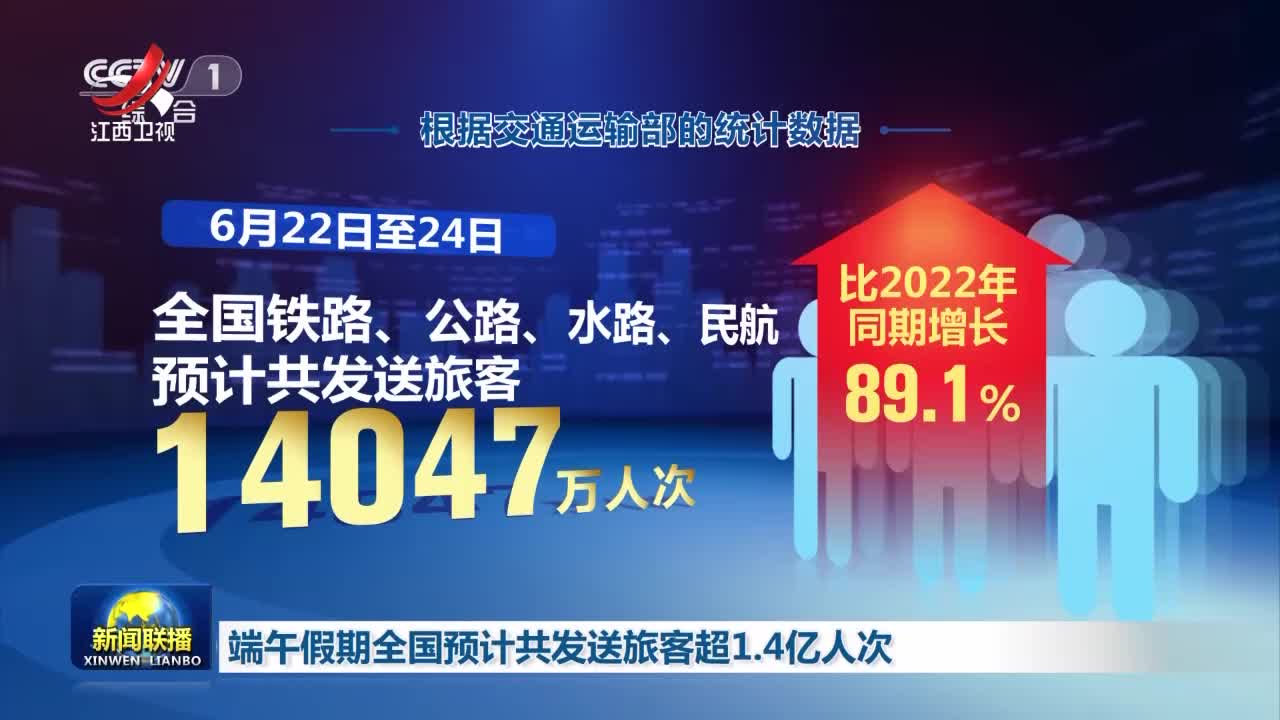 CCTV 1
综合
江西卫视
根据交通运输部的统计数据
6月22日至24日
全国铁路、公路、水路、民航
预计共发送旅客
14047万人次
比2022年
同期增长
89.1%
新闻联播
XINWEN LIANBO
端午假期全国预计共发送旅客超1.4亿人次